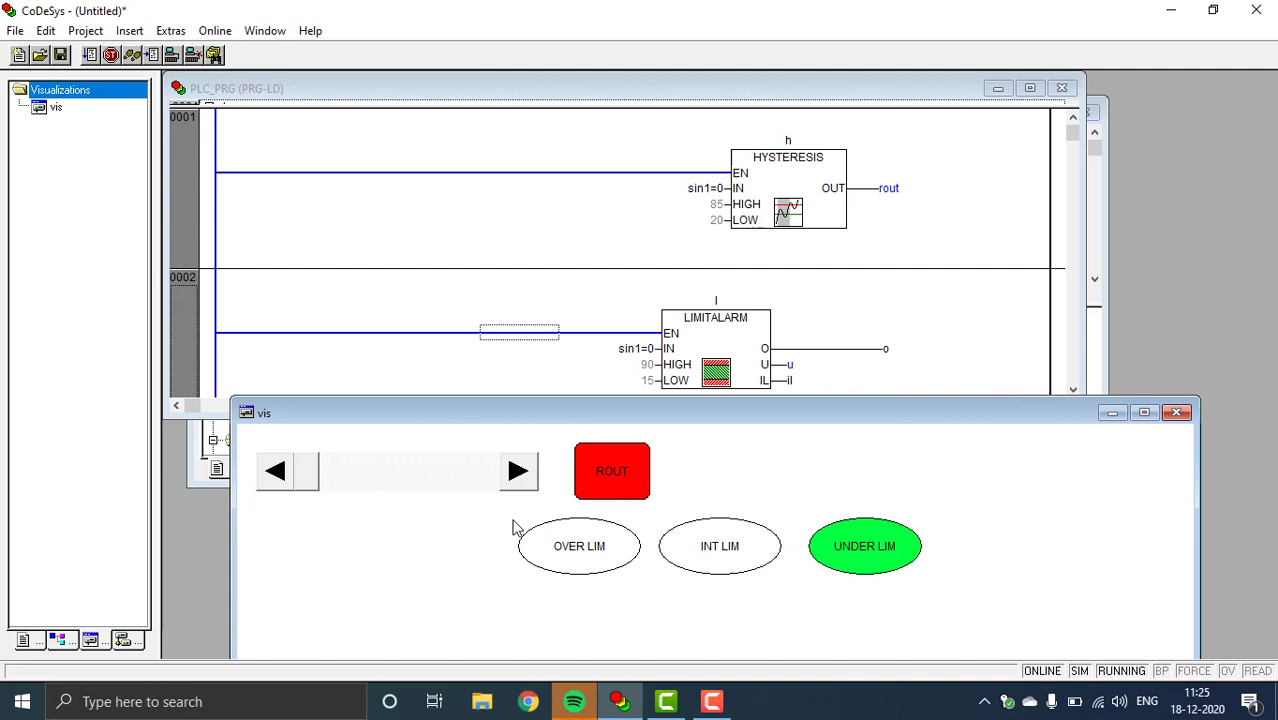 CoDeSys - (Untitled)*
File Edit Project Insert Extras Online Window Help
Visualizations
vis
PLC_PRG (PRG-LD)
0001
h
HYSTERESIS
EN
sin1=0 IN OUT rout
85 HIGH
20 LOW
0002
l
LIMITALARM
EN
sin1=0 IN O o
90 HIGH U u
15 LOW IL il
vis
ROUT
OVER LIM INT LIM UNDER LIM
ONLINE SIM RUNNING BP FORCE OV READ
Type here to search
ENG
11:25
18-12-2020
1